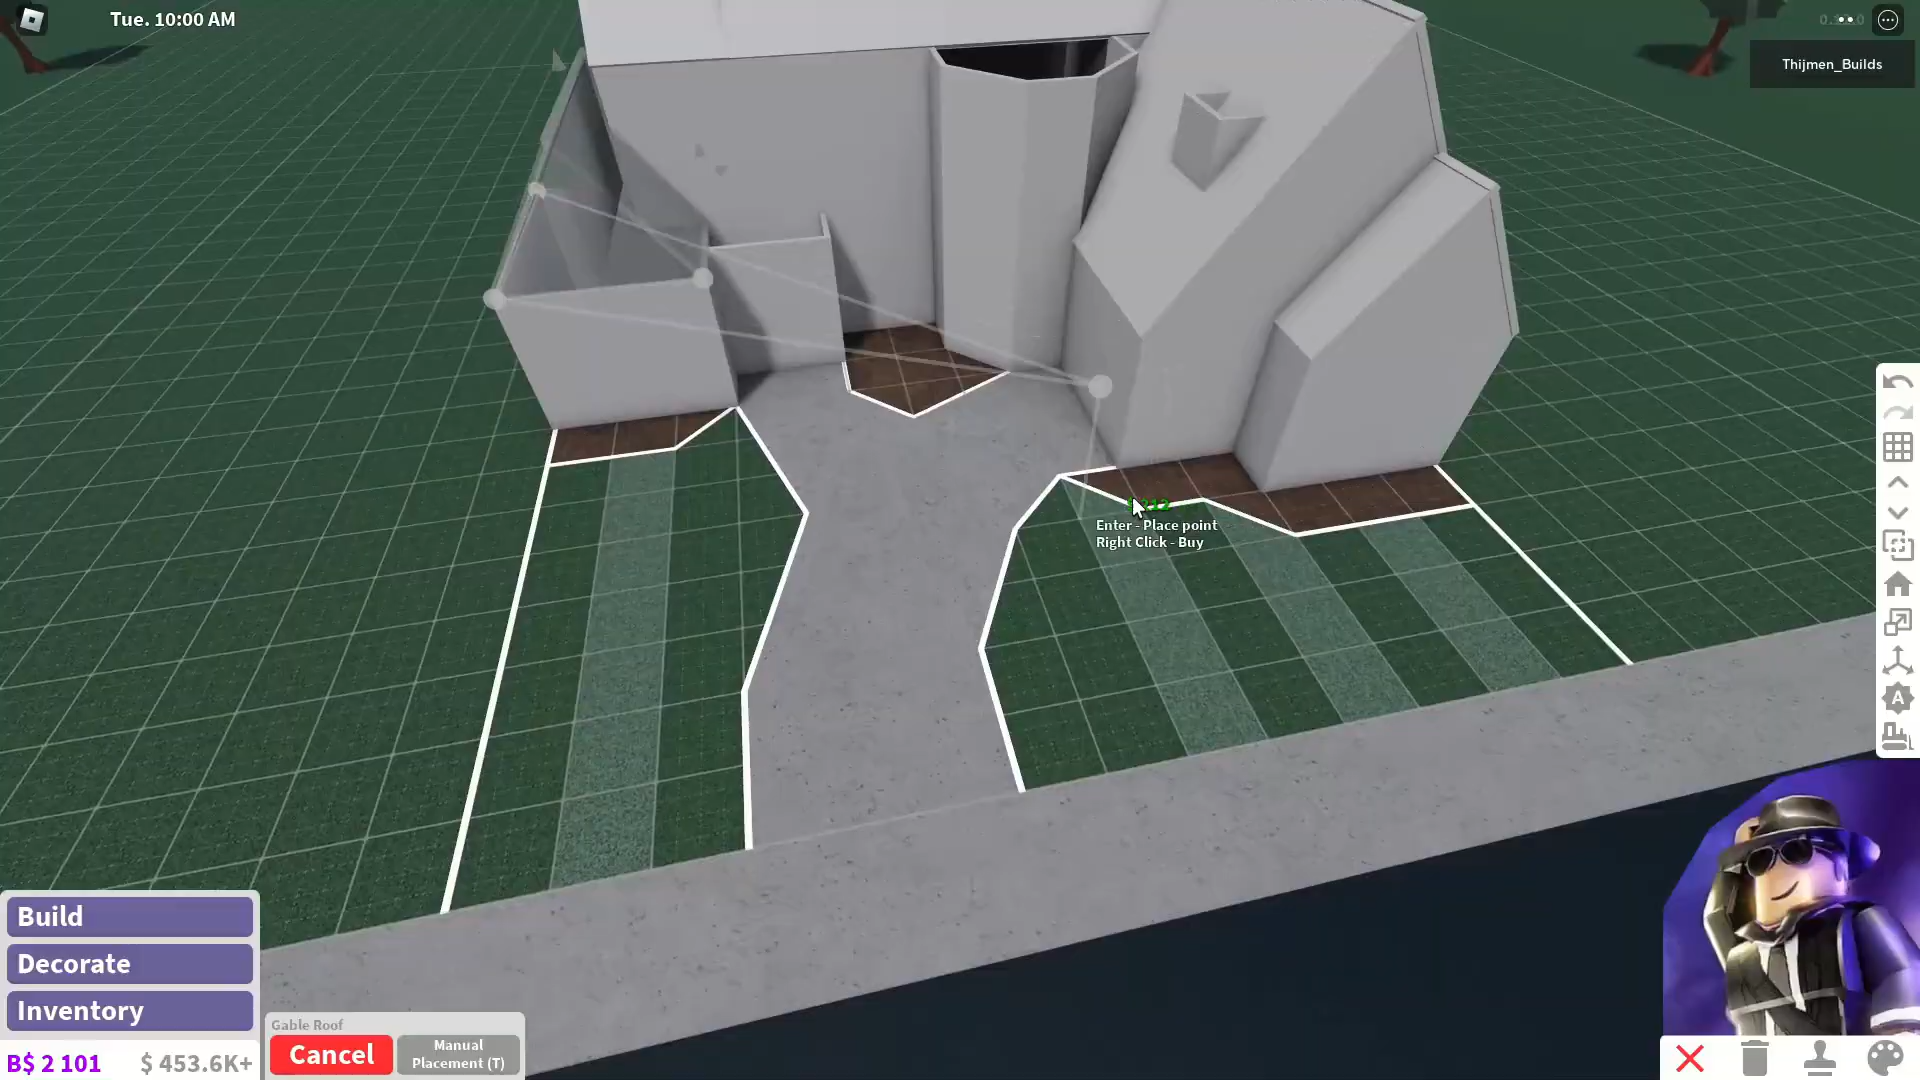 Tue. 10:00 AM
Thijmen_Builds
Enter - Place point
Right Click - Buy
Build
Decorate
Inventory
B$ 2 101
$ 453.6K+
Gable Roof
Cancel
Manual
Placement (T)
A